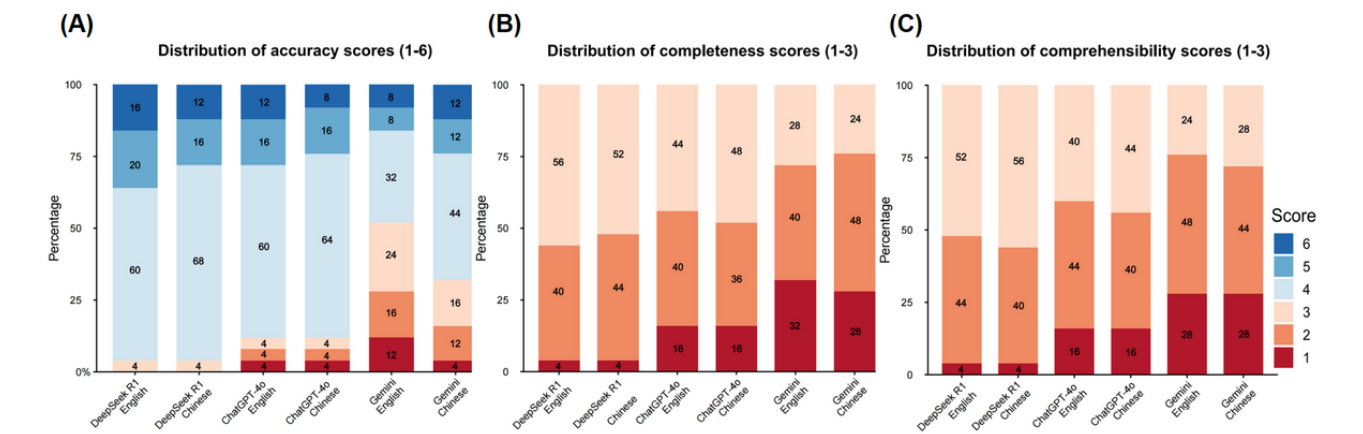 (A)
Distribution of accuracy scores (1-6)
Percentage
100
75
50
25
0%
16
20
60
4
12
16
68
4
12
16
60
4
4
4
8
16
64
4
4
4
8
8
32
24
16
12
12
12
44
16
12
4
DeepSeek R1
English
DeepSeek R1
Chinese
ChatGPT-4o
English
ChatGPT-4o
Chinese
Gemini
English
Gemini
Chinese
(B)
Distribution of completeness scores (1-3)
Percentage
100
75
50
25
0
56
40
4
52
44
4
44
40
16
48
36
16
28
40
32
24
48
28
DeepSeek R1
English
DeepSeek R1
Chinese
ChatGPT-4o
English
ChatGPT-4o
Chinese
Gemini
English
Gemini
Chinese
(C)
Distribution of comprehensibility scores (1-3)
Percentage
100
75
50
25
0
52
44
4
56
40
4
40
44
16
44
40
16
24
48
28
28
44
28
DeepSeek R1
English
DeepSeek R1
Chinese
ChatGPT-4o
English
ChatGPT-4o
Chinese
Gemini
English
Gemini
Chinese
Score
6
5
4
3
2
1